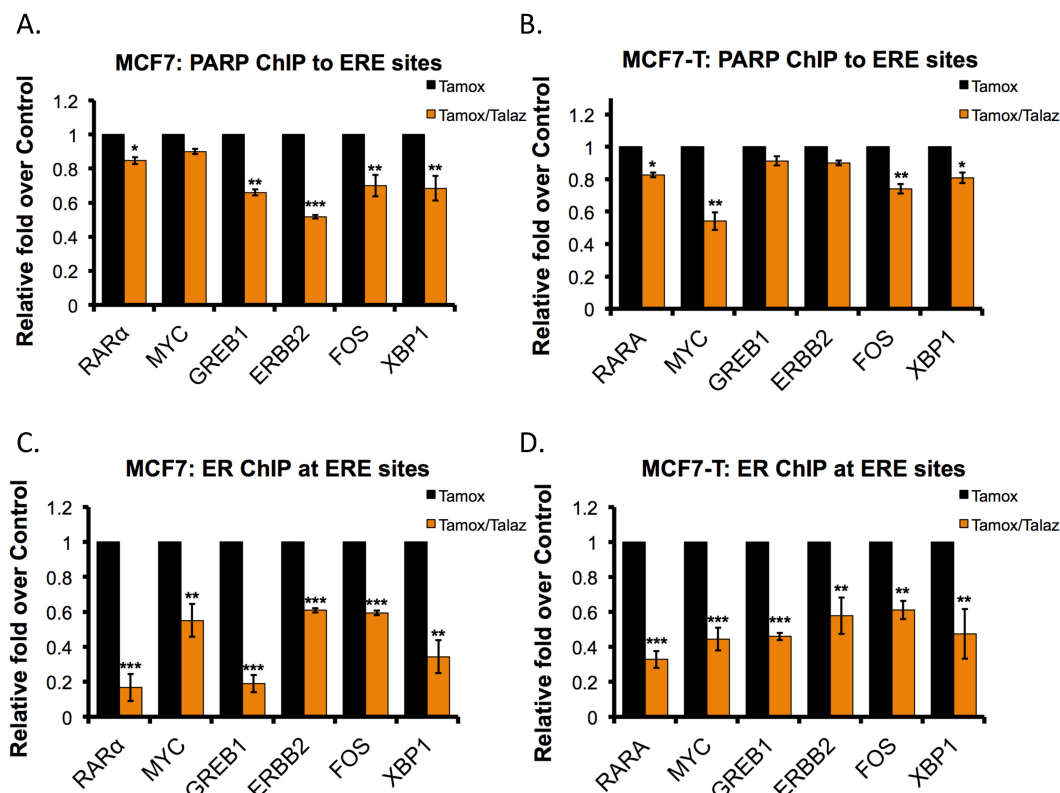 A.
MCF7: PARP ChIP to ERE sites
Tamox
Tamox/Talaz
Relative fold over Control
1.2
1
0.8
0.6
0.4
0.2
0
*
**
***
**
**
RARα
MYC
GREB1
ERBB2
FOS
XBP1
B.
MCF7-T: PARP ChIP to ERE sites
Tamox
Tamox/Talaz
Relative fold over Control
1.2
1
0.8
0.6
0.4
0.2
0
*
**
**
*
RARA
MYC
GREB1
ERBB2
FOS
XBP1
C.
MCF7: ER ChIP at ERE sites
Tamox
Tamox/Talaz
Relative fold over Control
1.2
1
0.8
0.6
0.4
0.2
0
***
**
***
***
***
**
RARα
MYC
GREB1
ERBB2
FOS
XBP1
D.
MCF7-T: ER ChIP at ERE sites
Tamox
Tamox/Talaz
Relative fold over Control
1.2
1
0.8
0.6
0.4
0.2
0
***
***
***
**
**
**
RARA
MYC
GREB1
ERBB2
FOS
XBP1